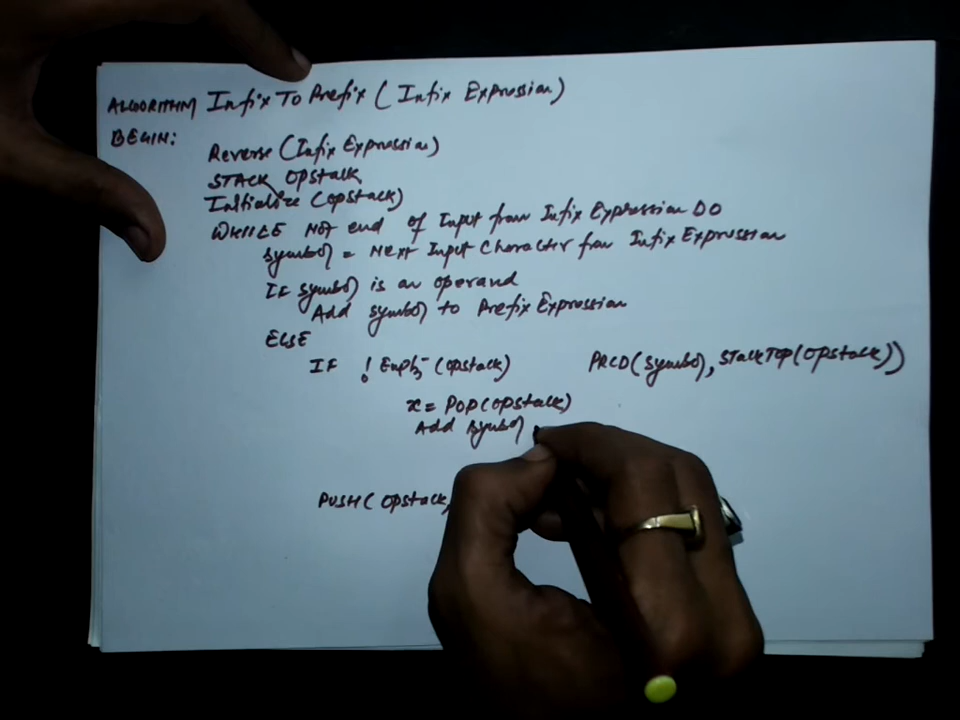 ALGORITHM Infix To Prefix ( Infix Expression)
BEGIN:
Reverse (Infix Expression)
STACK OPstack
Initialize (opstack)
WHILE Not end of Input from Infix Expression DO
symbol = Next Input Character from Infix Expression
IF symbol is an operand
Add symbol to Prefix Expression
ELSE
IF ! Empty (opstack) PRCD(symbol, StackTop(opstack))
x = POP(opstack)
Add symbol
PUSH( opstack,